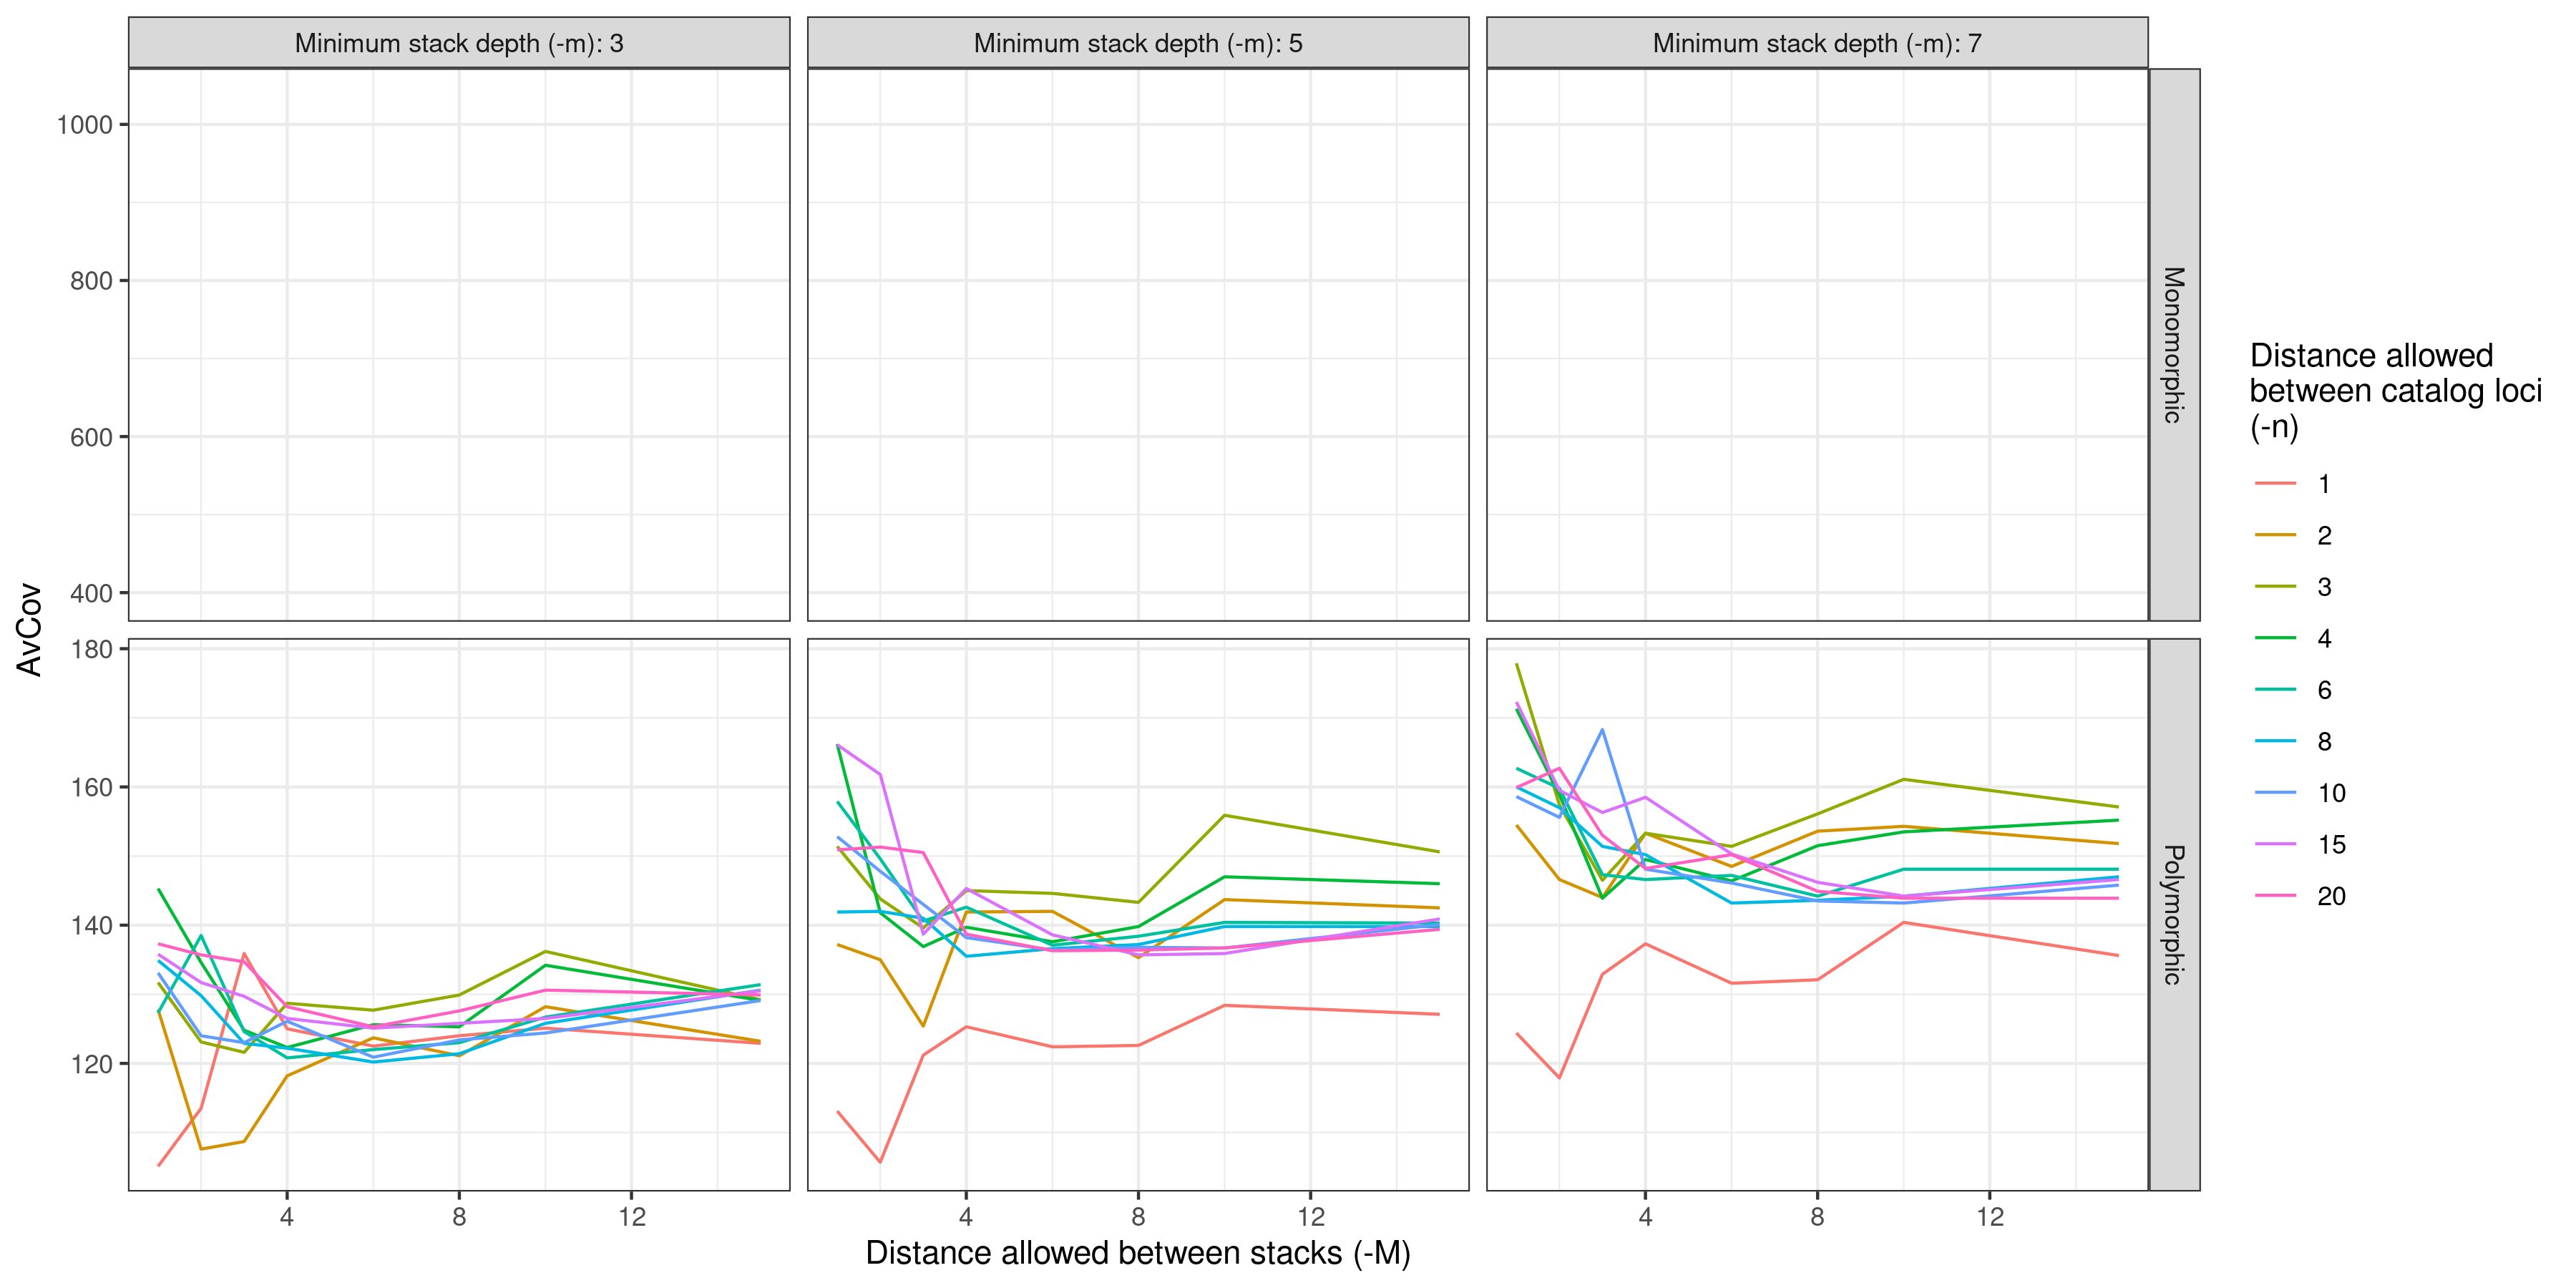 Minimum stack depth (-m): 3
Minimum stack depth (-m): 5
Minimum stack depth (-m): 7
1000
800
600
400
Monomorphic
AvCov
180
160
140
120
Polymorphic
4
8
12
4
8
12
4
8
12
Distance allowed between stacks (-M)
Distance allowed
between catalog loci
(-n)
1
2
3
4
6
8
10
15
20